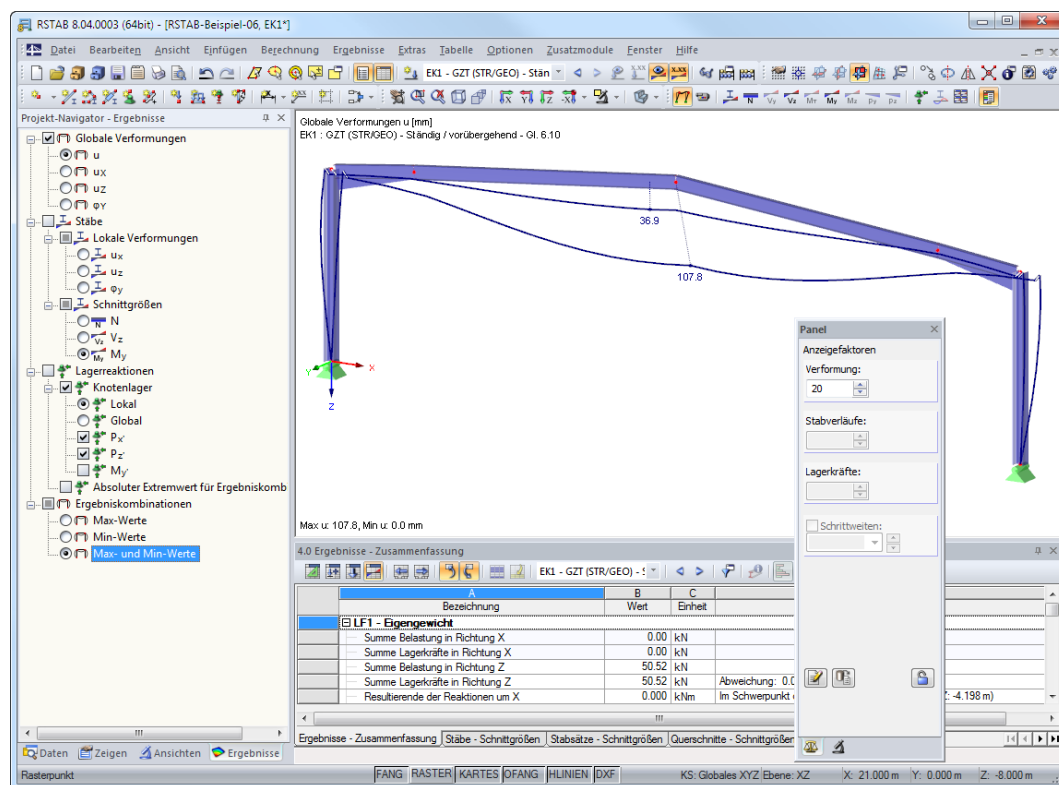 RSTAB 8.04.0003 (64bit) - [RSTAB-Beispiel-06, EK1*]
Datei Bearbeiten Ansicht Einfügen Berechnung Ergebnisse Extras Tabelle Optionen Zusatzmodule Fenster Hilfe
EK1 - GZT (STR/GEO) - Stän
Projekt-Navigator - Ergebnisse
Globale Verformungen
u
uX
uZ
φY
Stäbe
Lokale Verformungen
ux
uz
φy
Schnittgrößen
N
Vz
My
Lagerreaktionen
Knotenlager
Lokal
Global
Px'
Pz'
My'
Absoluter Extremwert für Ergebniskomb
Ergebniskombinationen
Max-Werte
Min-Werte
Max- und Min-Werte
Daten Zeigen Ansichten Ergebnisse
Globale Verformungen u [mm]
EK1 : GZT (STR/GEO) - Ständig / vorübergehend - Gl. 6.10
36.9
107.8
Y
X
Z
Max u: 107.8, Min u: 0.0 mm
Panel
Anzeigefaktoren
Verformung:
20
Stabverläufe:
Lagerkräfte:
Schrittweiten:
4.0 Ergebnisse - Zusammenfassung
EK1 - GZT (STR/GEO) - S
A B C
Bezeichnung Wert Einheit
LF1 - Eigengewicht
Summe Belastung in Richtung X 0.00 kN
Summe Lagerkräfte in Richtung X 0.00 kN
Summe Belastung in Richtung Z 50.52 kN
Summe Lagerkräfte in Richtung Z 50.52 kN Abweichung: 0.0
Resultierende der Reaktionen um X 0.000 kNm Im Schwerpunkt Z: -4.198 m)
Ergebnisse - Zusammenfassung Stäbe - Schnittgrößen Stabsätze - Schnittgrößen Querschnitte - Schnittgrößen
Rasterpunkt FANG RASTER KARTES OFANG HLINIEN DXF KS: Globales XYZ Ebene: XZ X: 21.000 m Y: 0.000 m Z: -8.000 m